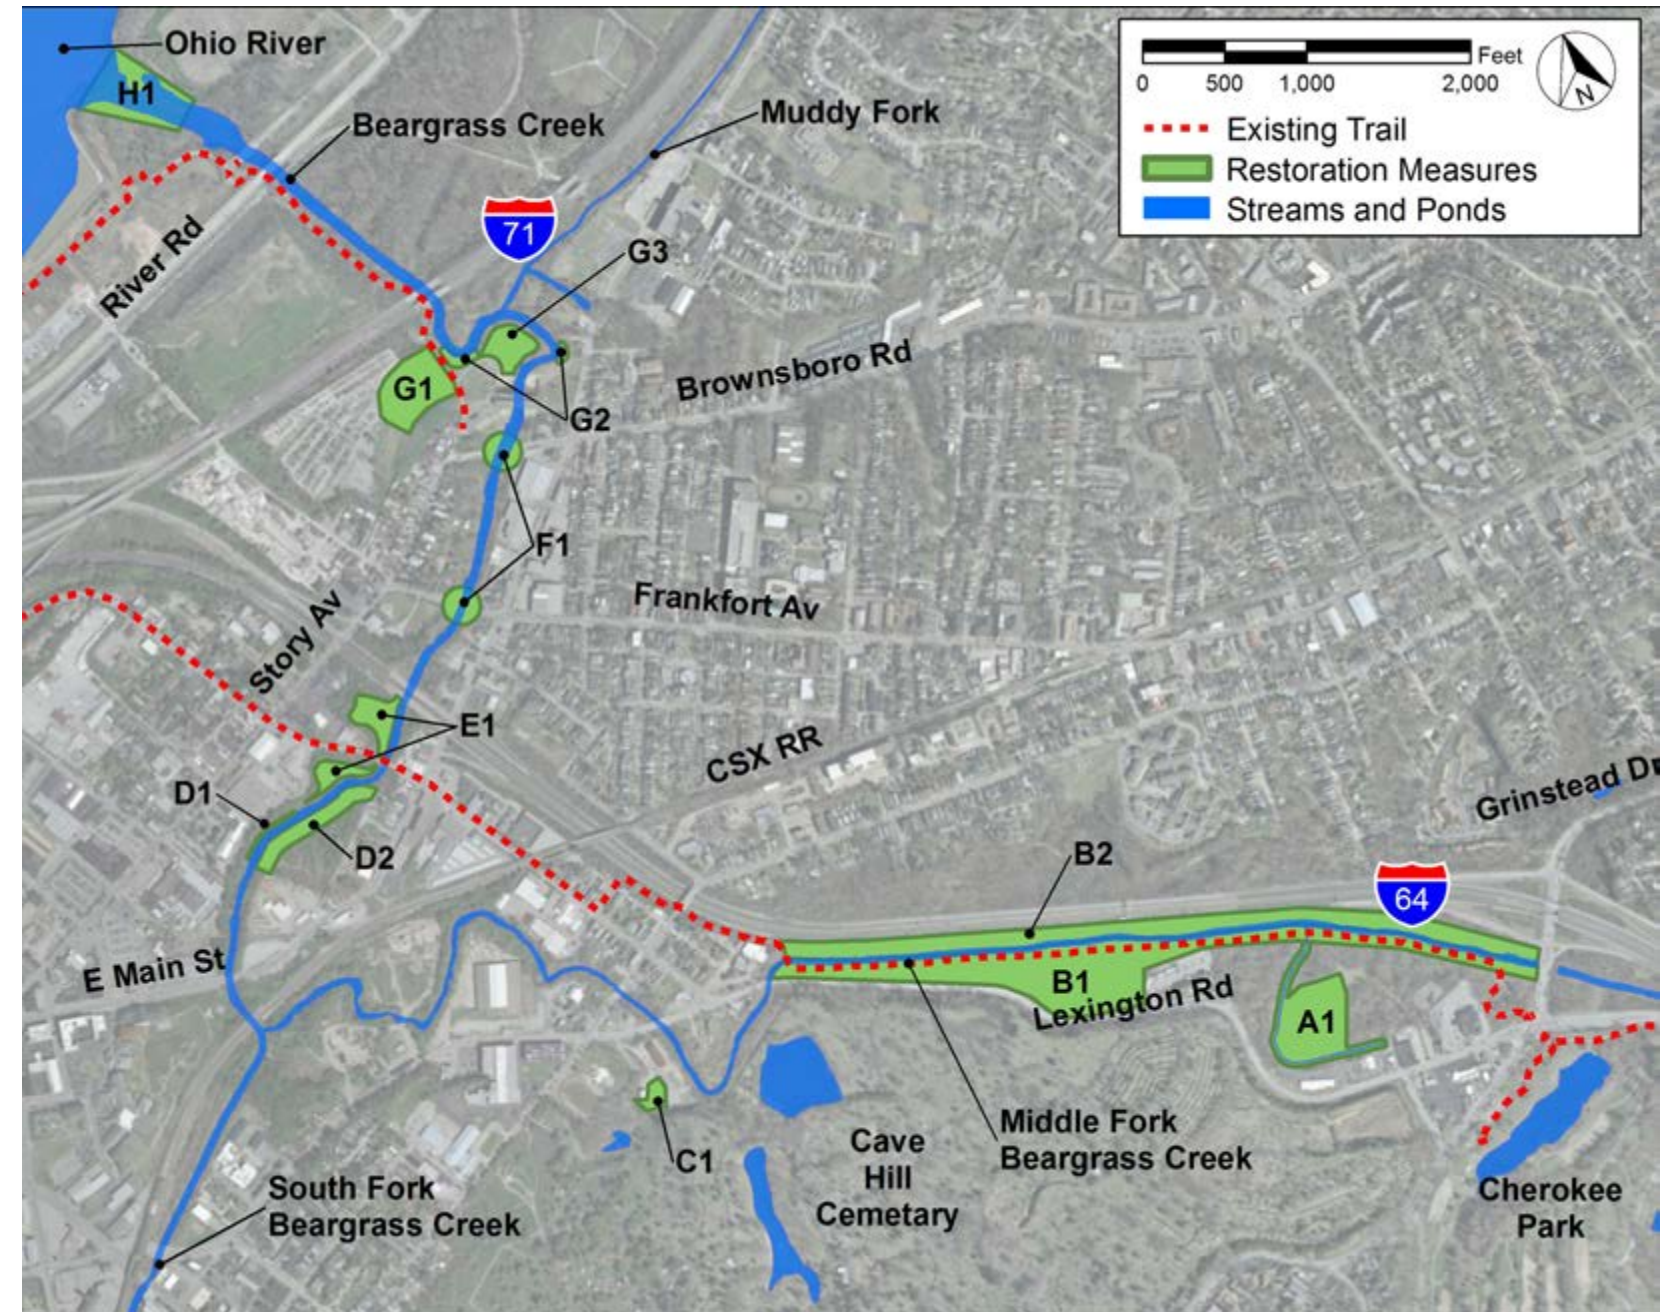 Ohio River
H1
Beargrass Creek
Muddy Fork
Feet
0 500 1,000 2,000
N
Existing Trail
Restoration Measures
Streams and Ponds
River Rd
71
G3
G1
G2
Brownsboro Rd
F1
Frankfort Av
Story Av
E1
CSX RR
D1
D2
Grinstead Dr
B2
64
E Main St
B1
Lexington Rd
A1
C1
Middle Fork
Beargrass Creek
Cave
Hill
Cemetary
South Fork
Beargrass Creek
Cherokee
Park